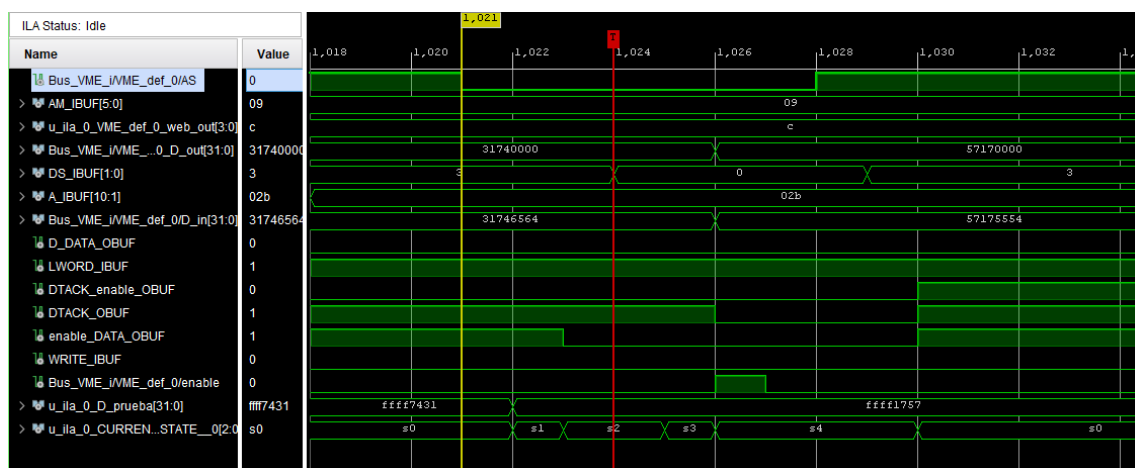 ILA Status: Idle
1,021
Name Value 1,018 1,020 1,022 T 1,024 1,026 1,028 1,030 1,032 1,
Bus_VME_i/VME_def_0/AS 0
AM_IBUF[5:0] 09 09
u_ila_0_VME_def_0_web_out[3:0] c c
Bus_VME_i/VME_...0_D_out[31:0] 31740000 31740000 57170000
DS_IBUF[1:0] 3 3 0 3
A_IBUF[10:1] 02b 02b
Bus_VME_i/VME_def_0/D_in[31:0] 31746564 31746564 57175554
D_DATA_OBUF 0
LWORD_IBUF 1
DTACK_enable_OBUF 0
DTACK_OBUF 1
enable_DATA_OBUF 1
WRITE_IBUF 0
Bus_VME_i/VME_def_0/enable 0
u_ila_0_D_prueba[31:0] ffff7431 ffff7431 ffff1757
u_ila_0_CURREN...STATE__0[2:0 s0 s0 s1 s2 s3 s4 s0